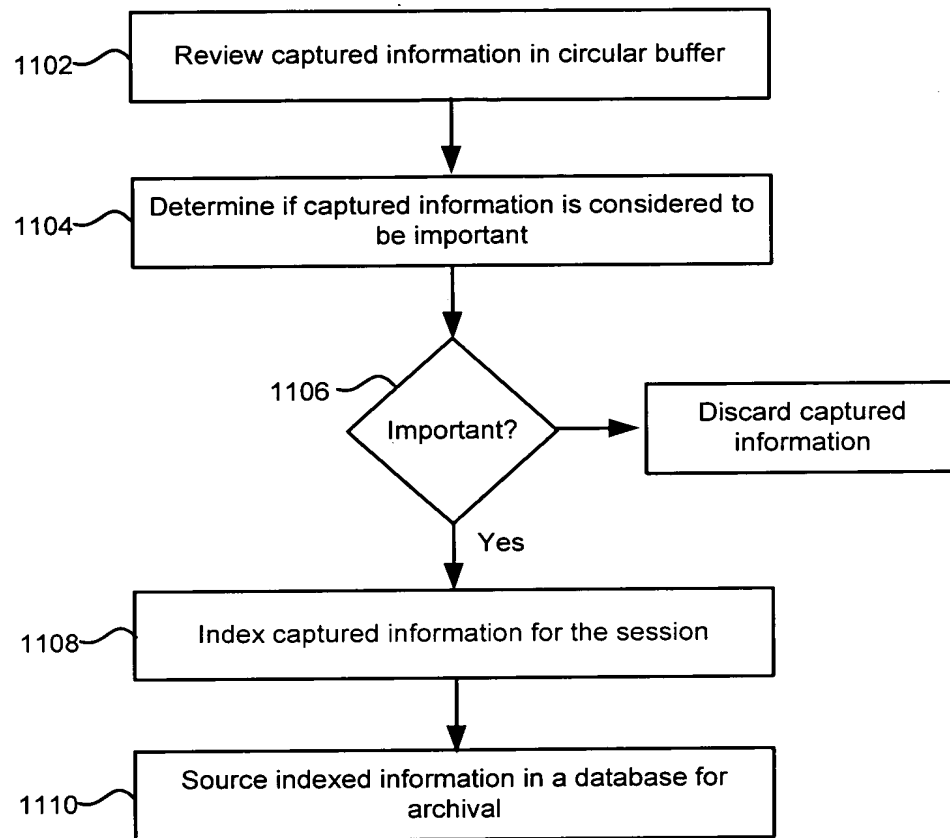 1102
Review captured information in circular buffer
1104
Determine if captured information is considered to
be important
1106
Important?
Discard captured
information
Yes
1108
Index captured information for the session
1110
Source indexed information in a database for
archival